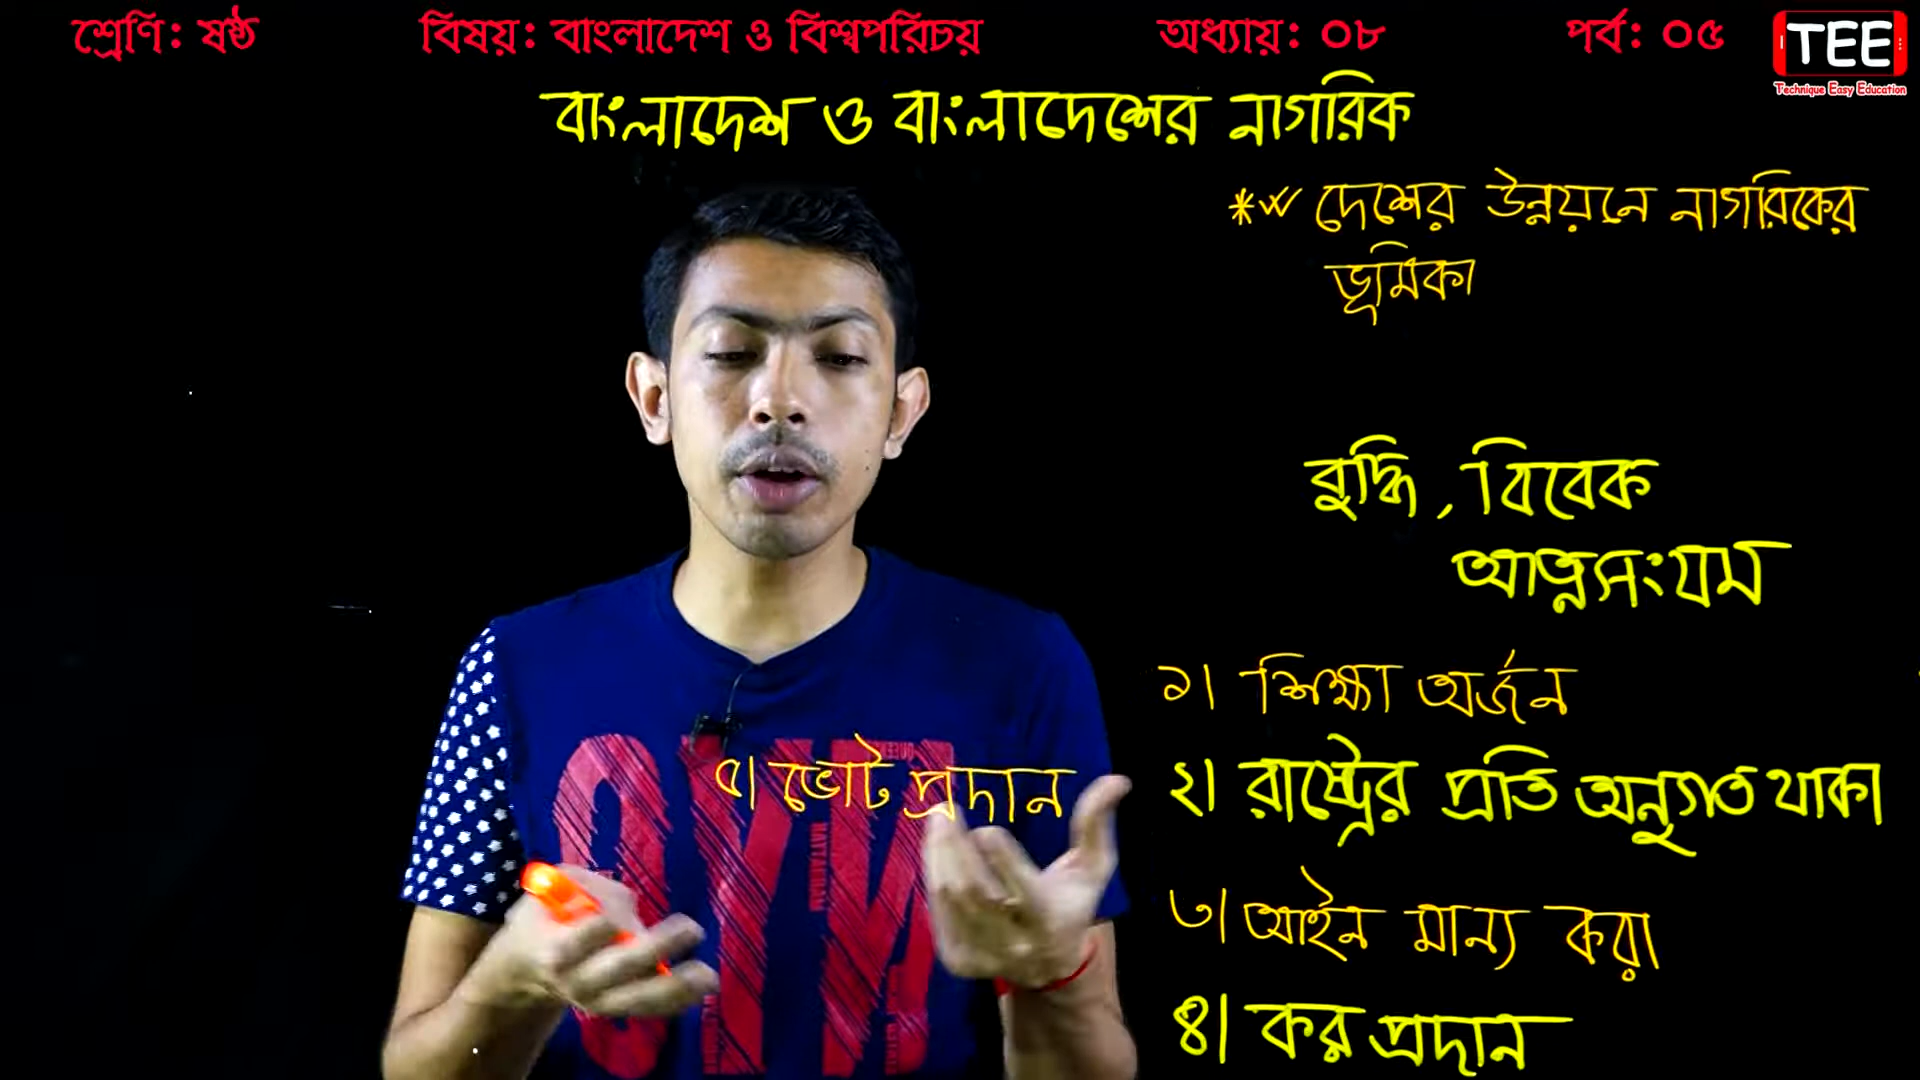 শ্রেণি: ষষ্ঠ বিষয়: বাংলাদেশ ও বিশ্বপরিচয় অধ্যায়: ০৮ পর্ব: ০৫
TEE
Technique Easy Education
বাংলাদেশ ও বাংলাদেশের নাগরিক
* দেশের উন্নয়নে নাগরিকের
ভূমিকা
বুদ্ধি, বিবেক
আত্নসংযম
১। শিক্ষা অর্জন
২। রাষ্ট্রের প্রতি অনুগত থাকা
৩। আইন মান্য করা
৪। কর প্রদান
৫। ভোট প্রদান